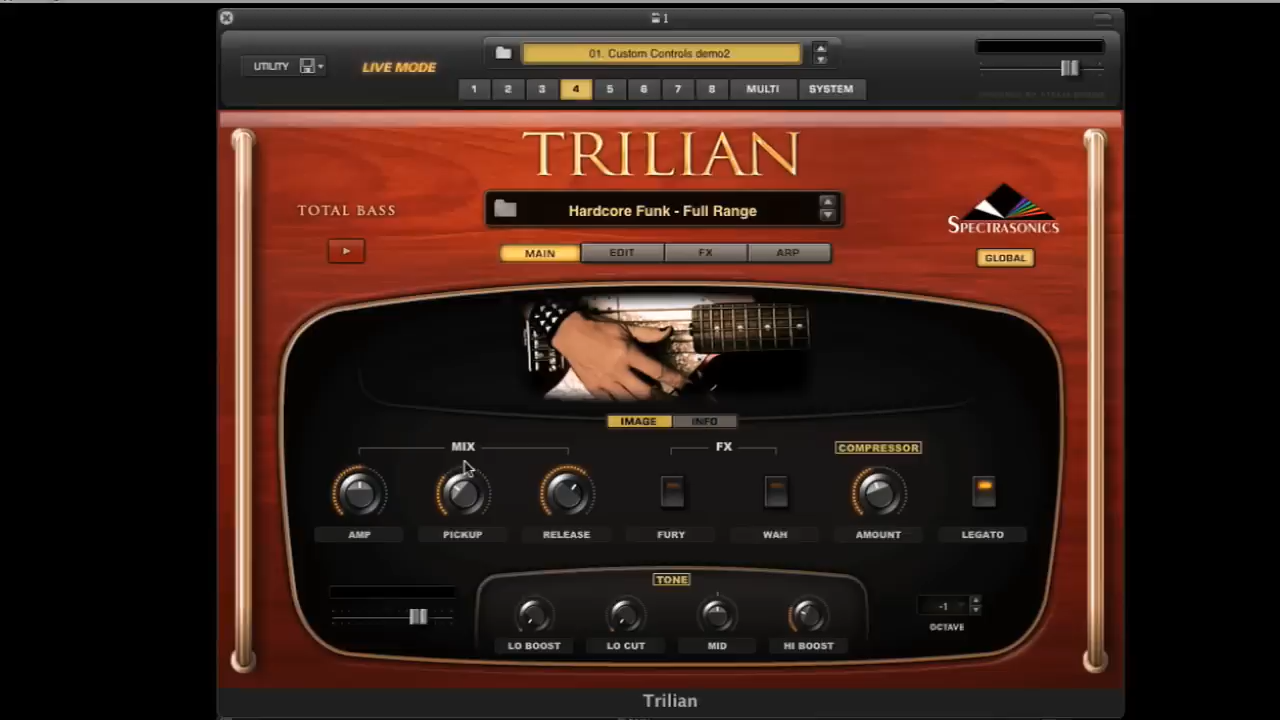 1
UTILITY
LIVE MODE
01. Custom Controls demo2
1 2 3 4 5 6 7 8 MULTI SYSTEM
TRILIAN
TOTAL BASS
Hardcore Funk - Full Range
SPECTRASONICS
MAIN EDIT FX ARP
GLOBAL
IMAGE INFO
MIX FX COMPRESSOR
AMP PICKUP RELEASE FURY WAH AMOUNT LEGATO
TONE
-1
OCTAVE
LO BOOST LO CUT MID HI BOOST
Trilian